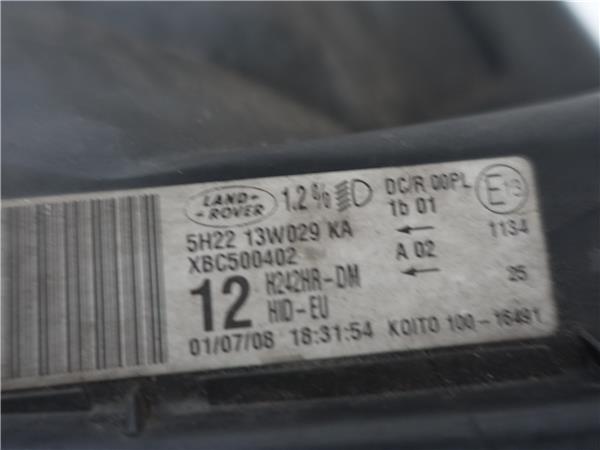 LAND-
-ROVER
1.2%
DC/R 00PL
1b 01
E13
5H22 13W029 KA
1134
XBC500402
A 02
12
H242HR-DM
25
HID-EU
01/07/08 18:31:54 KOITO 100-16491